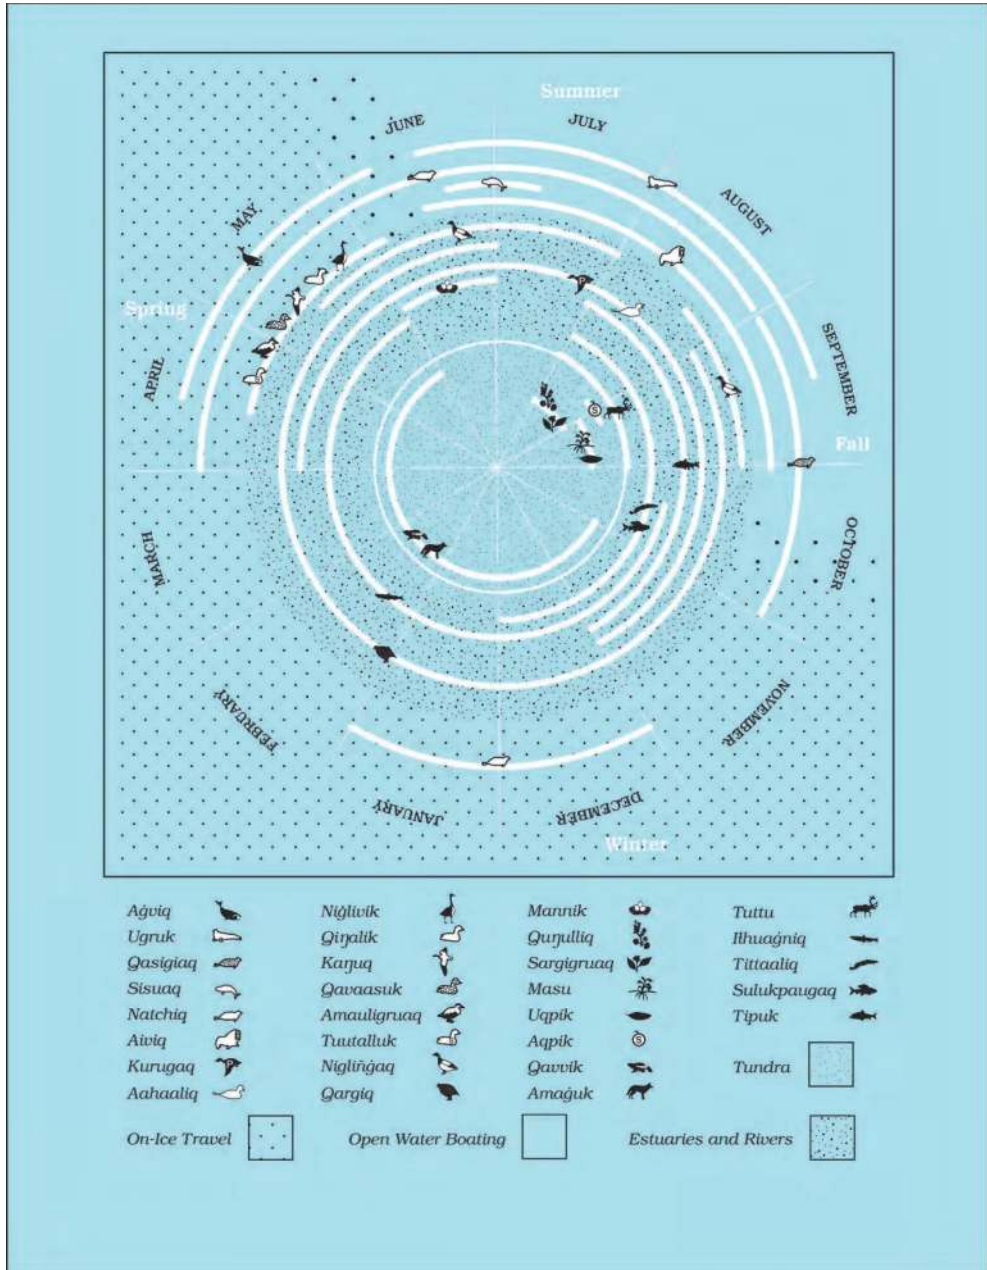 Summer
JUNE
JULY
MAY
AUGUST
Spring
APRIL
SEPTEMBER
Fall
MARCH
OCTOBER
FEBRUARY
NOVEMBER
JANUARY
DECEMBER
Winter
P
S
Aġviq Niġlivik Mannik Tuttu
Ugruk Qiŋalik Quŋulliq Iłhuaġniq
Qasigiaq Kaŋuq Sargigruaq Tittaaliq
Sisuaq Qavaasuk Masu Sulukpaugaq
Natchiq Amauligruaq Uqpik Tipuk
Aiviq Tuutalluk Aqpik S
Kurugaq P Nigliñġaq Qavvik Tundra
Aahaaliq Qargiq Amaġuk
On-Ice Travel Open Water Boating Estuaries and Rivers